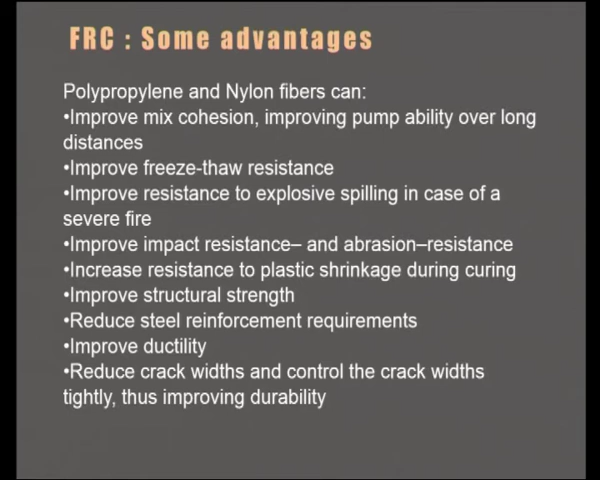 FRC : Some advantages
Polypropylene and Nylon fibers can:
•Improve mix cohesion, improving pump ability over long
distances
•Improve freeze-thaw resistance
•Improve resistance to explosive spilling in case of a
severe fire
•Improve impact resistance– and abrasion–resistance
•Increase resistance to plastic shrinkage during curing
•Improve structural strength
•Reduce steel reinforcement requirements
•Improve ductility
•Reduce crack widths and control the crack widths
tightly, thus improving durability